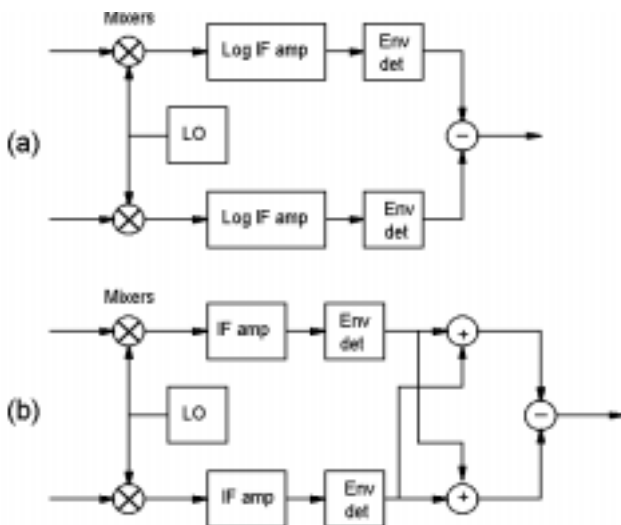 Mixers
Log IF amp
Env
det
(a)
LO
−
Log IF amp
Env
det
Mixers
IF amp
Env
det
+
(b)
LO
−
IF amp
Env
det
+